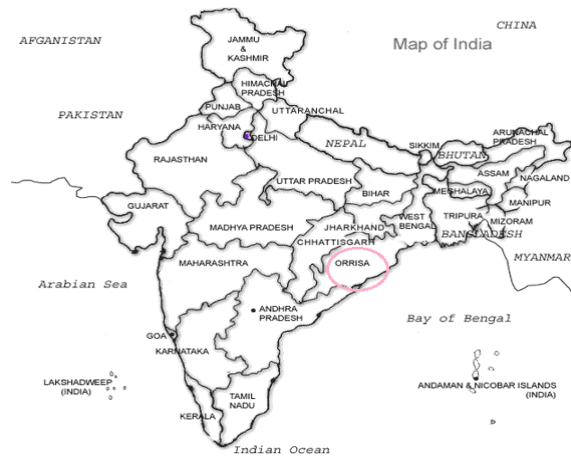 CHINA
AFGANISTAN
JAMMU
&
KASHMIR
Map of India
HIMACHAL
PRADESH
PUNJAB
UTTARANCHAL
PAKISTAN
HARYANA
DELHI
ARUNACHAL
PRADESH
NEPAL
SIKKIM
BHUTAN
RAJASTHAN
ASSAM
NAGALAND
UTTAR PRADESH
BIHAR
MESHALAYA
MANIPUR
GUJARAT
WEST
BENGAL
TRIPURA
MIZORAM
MADHYA PRADESH
JHARKHAND
BANGLADESH
CHHATTISGARH
MAHARASHTRA
ORRISA
MYANMAR
Arabian Sea
ANDHRA
PRADESH
Bay of Bengal
GOA
KARNATAKA
LAKSHADWEEP
(INDIA)
ANDAMAN & NICOBAR ISLANDS
(INDIA)
TAMIL
NADU
KERALA
Indian Ocean